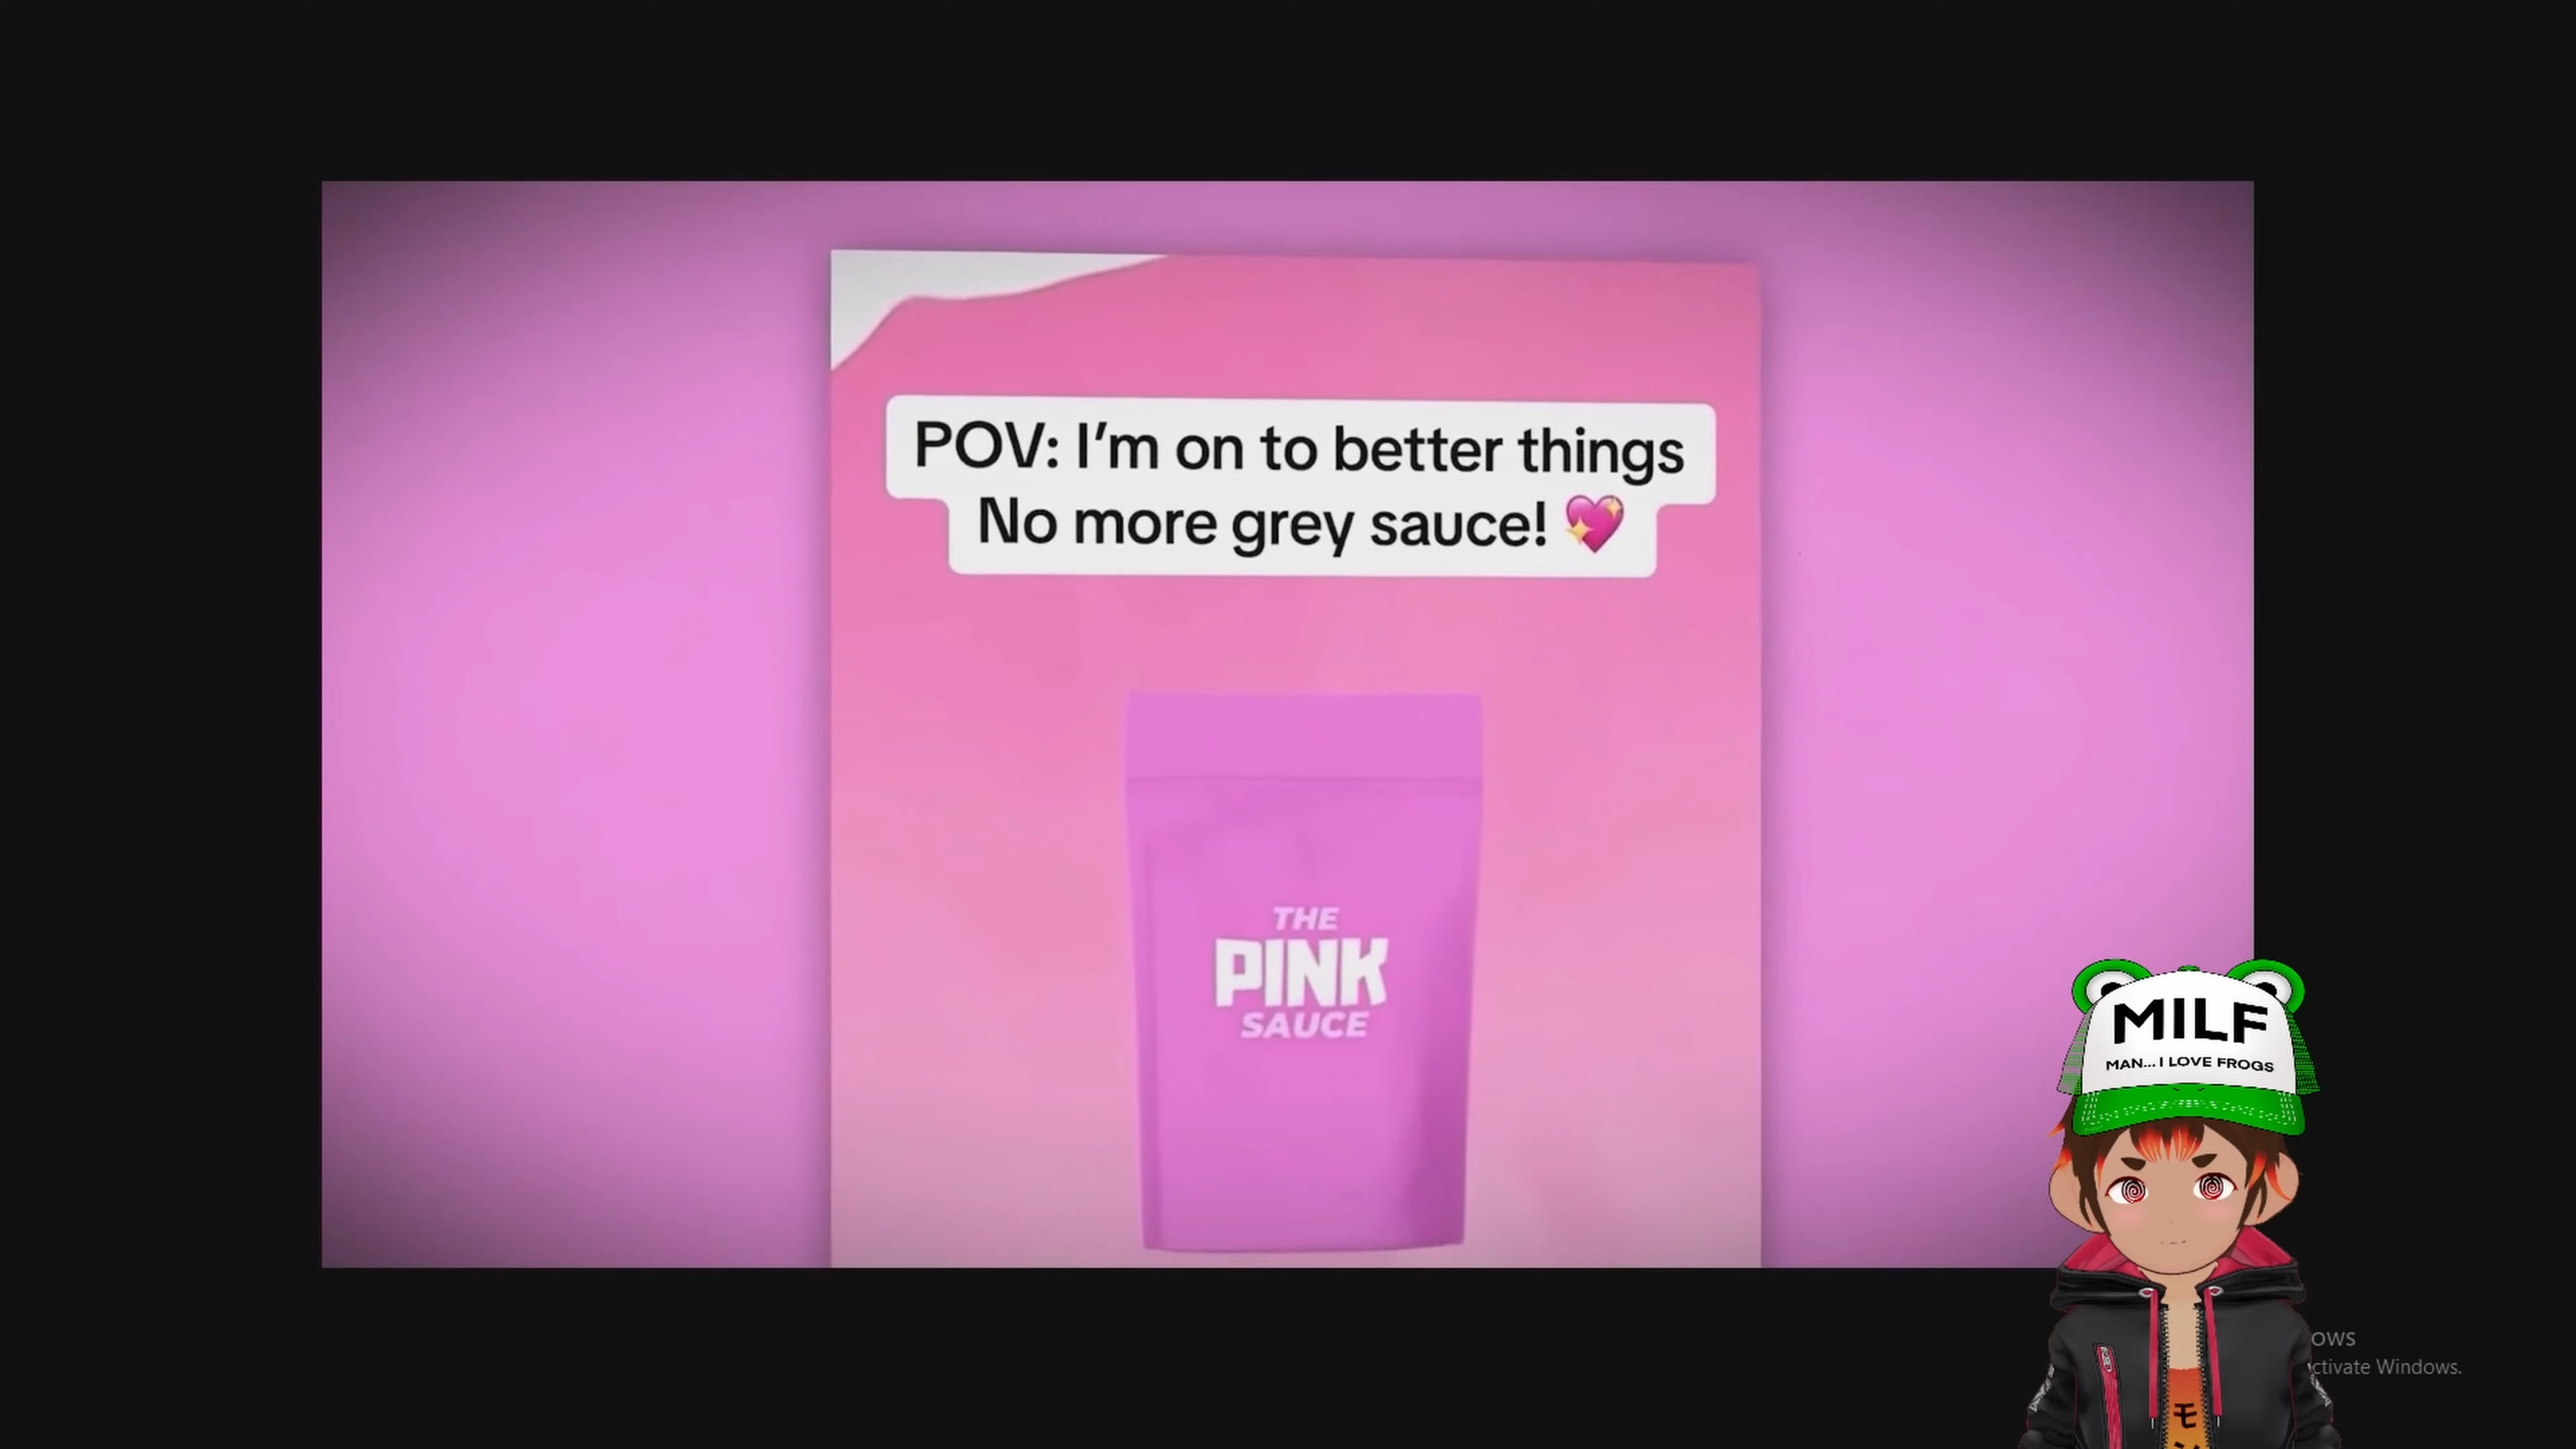 POV: I'm on to better things
No more grey sauce! 💖
THE
PINK
SAUCE
MILF
MAN... I LOVE FROGS
ows
ctivate Windows.
モ